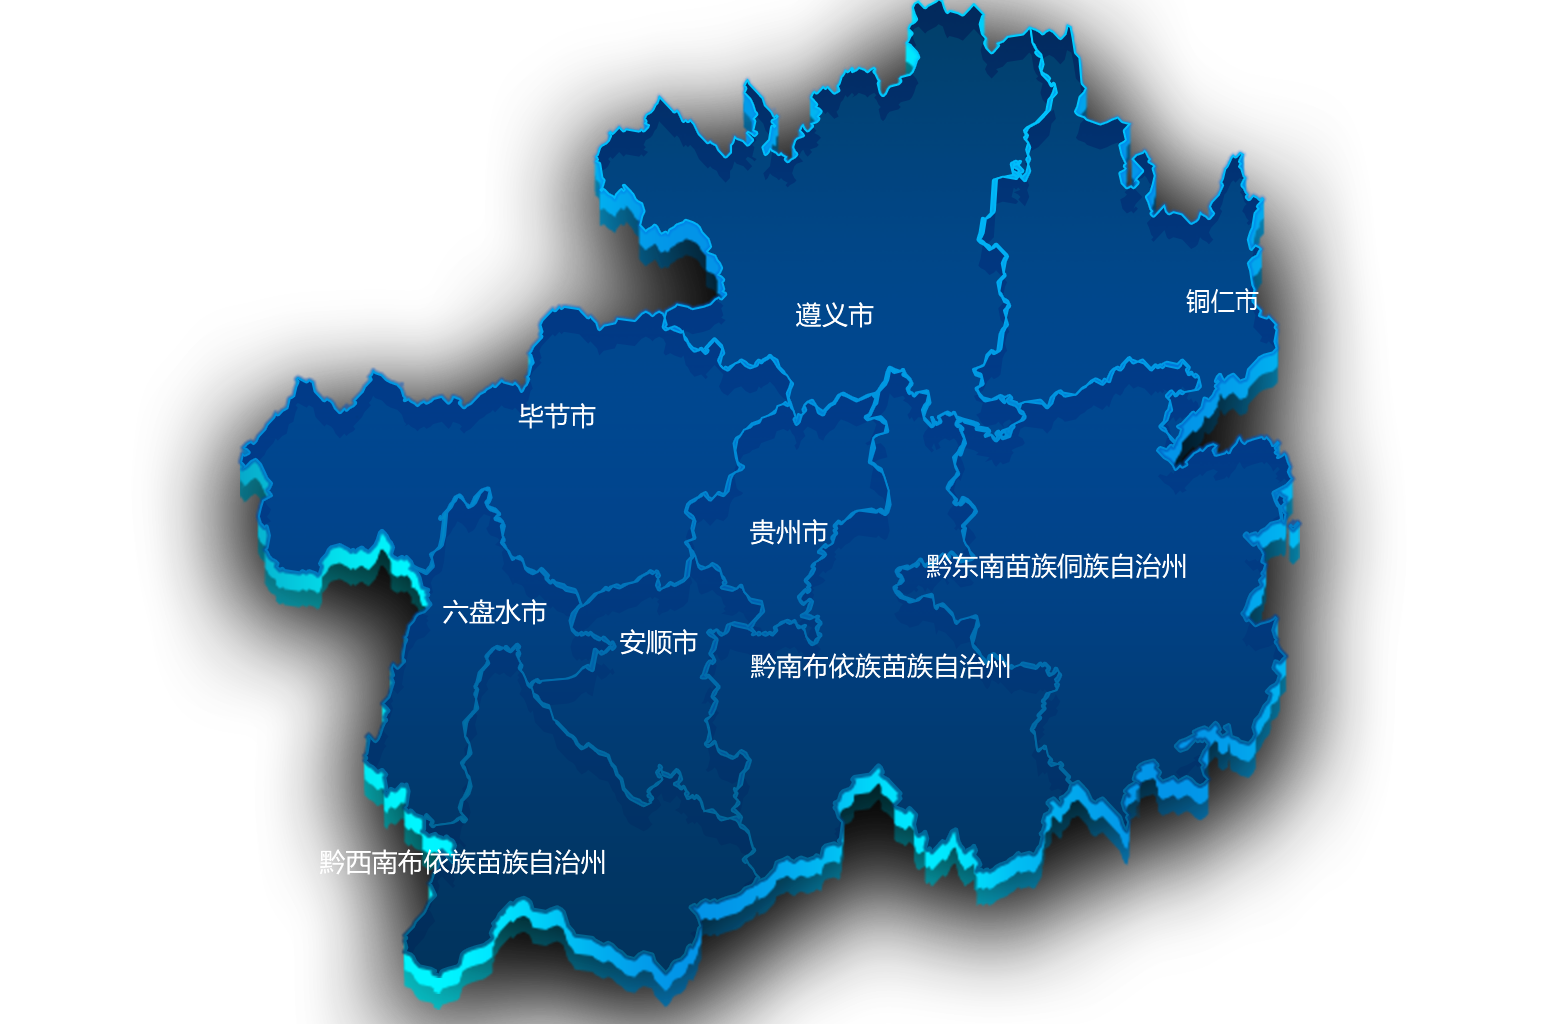 铜仁市
遵义市
毕节市
贵州市
黔东南苗族侗族自治州
六盘水市
安顺市
黔南布依族苗族自治州
黔西南布依族苗族自治州